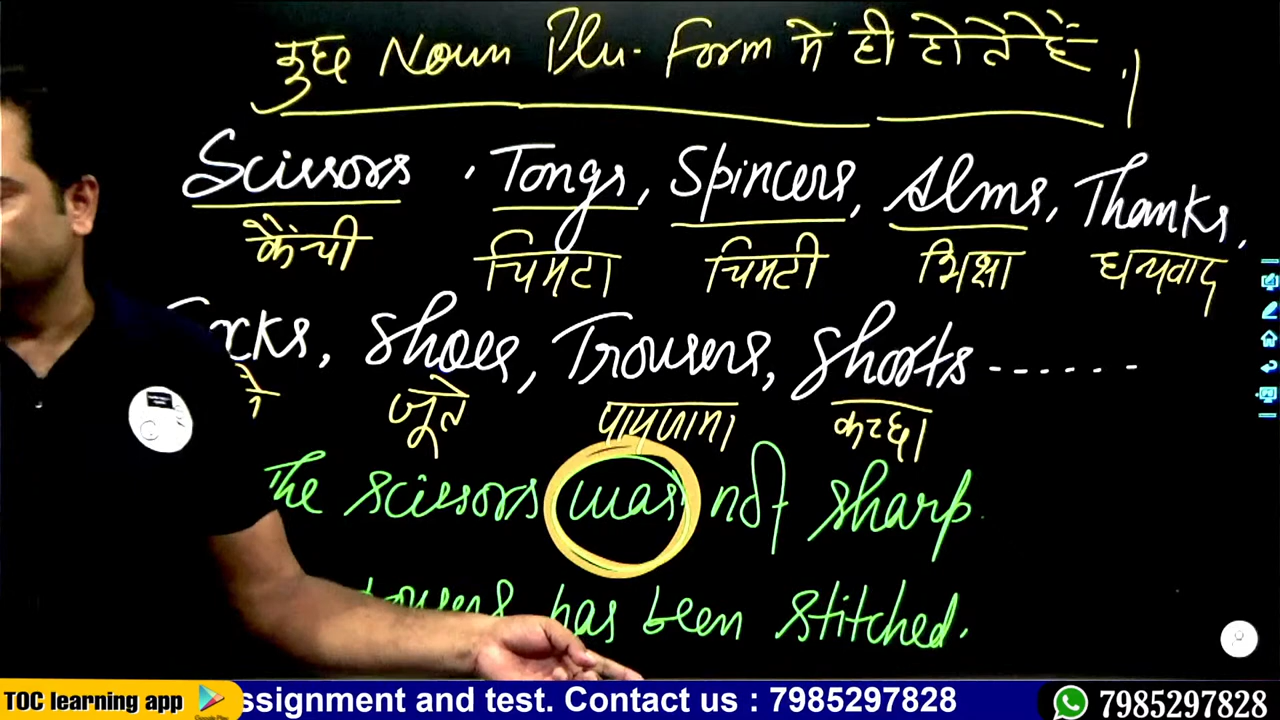 कुछ Noun Plu. Form में ही होते हैं ।
Scissors , Tongs, Spincers, Alms, Thanks,
कैंची चिमटा चिमटी भिक्षा धन्यवाद
Shoes, Trousers, Shorts ......
जूते पायजामा कच्छा
The scissors was not sharp
has been stitched.
TOC learning app
ssignment and test. Contact us : 7985297828
7985297828